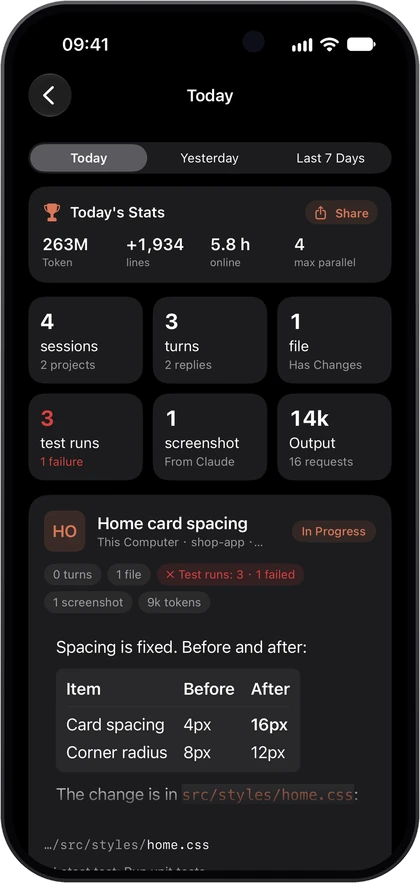 09:41
Today
Today Yesterday Last 7 Days
Today's Stats
Share
263M +1,934 5.8 h 4
Token lines online max parallel
4 3 1
sessions turns file
2 projects 2 replies Has Changes
3 1 14k
test runs screenshot Output
1 failure From Claude 16 requests
HO
Home card spacing
This Computer · shop-app ·…
In Progress
0 turns 1 file × Test runs: 3 · 1 failed
1 screenshot 9k tokens
Spacing is fixed. Before and after:
Item Before After
Card spacing 4px 16px
Corner radius 8px 12px
The change is in src/styles/home.css:
…/src/styles/home.css
Latest test: Run unit tests